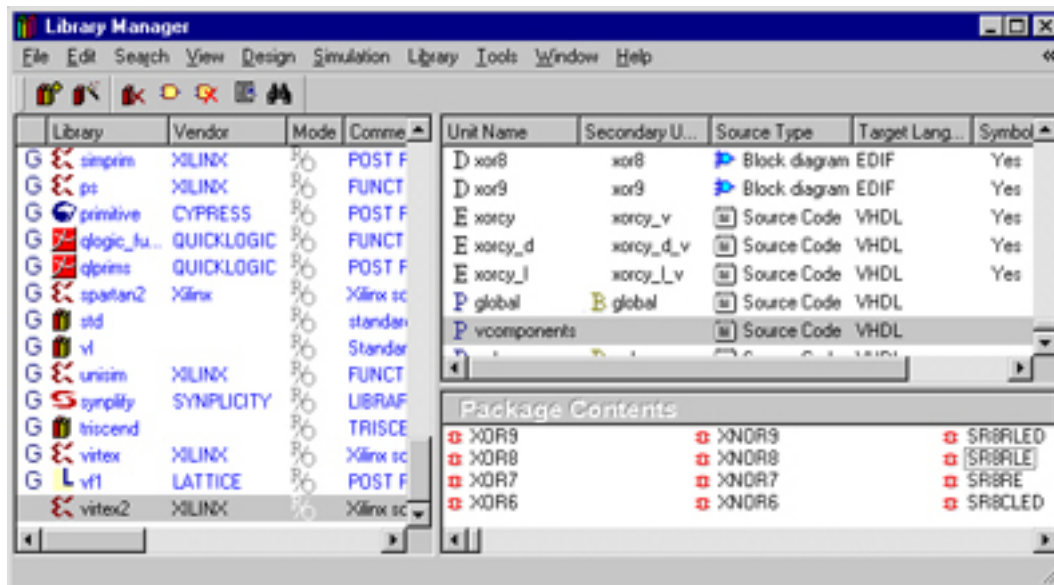 Library Manager
File Edit Search View Design Simulation Library Tools Window Help
Library Vendor Mode Comme
G simprim XILINX R/O POST F
G ps XILINX R/O FUNCT
G primitive CYPRESS R/O POST F
G qlogic_fu... QUICKLOGIC R/O FUNCT
G qlprims QUICKLOGIC R/O POST F
G spartan2 Xilinx R/O Xilinx sc
G std R/O standar
G vl R/O Standar
G unisim XILINX R/O FUNCT
G synplify SYNPLICITY R/O LIBRAF
G triscend R/O TRISCE
G virtex XILINX R/O Xilinx sc
G L vf1 LATTICE R/O POST F
virtex2 XILINX R/O Xilinx sc
Unit Name Secondary U... Source Type Target Lang... Symbol
D xor8 xor8 Block diagram EDIF Yes
D xor9 xor9 Block diagram EDIF Yes
E xorcy xorcy_v Source Code VHDL Yes
E xorcy_d xorcy_d_v Source Code VHDL Yes
E xorcy_l xorcy_l_v Source Code VHDL Yes
P global B global Source Code VHDL
P vcomponents Source Code VHDL
Package Contents
XOR9 XNOR9 SR8RLED
XOR8 XNOR8 SR8RLE
XOR7 XNOR7 SR8RE
XOR6 XNOR6 SR8CLED